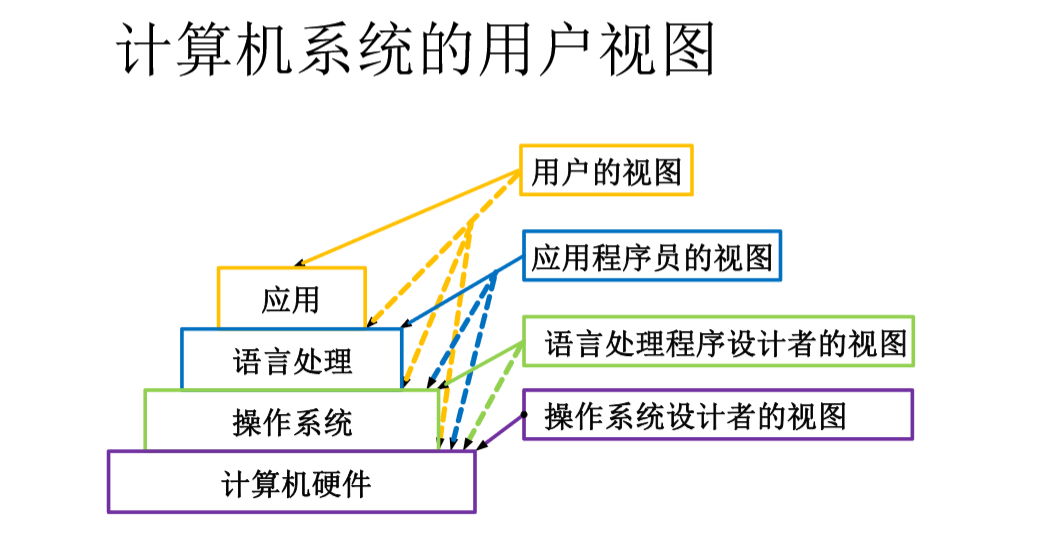 计算机系统的用户视图
用户的视图
应用程序员的视图
应用
语言处理程序设计者的视图
语言处理
操作系统设计者的视图
操作系统
计算机硬件